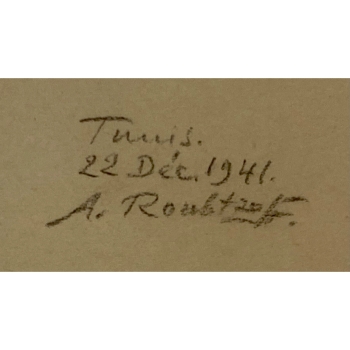 Tunis.
22 Déc. 1941.
A. Roubtzoff.